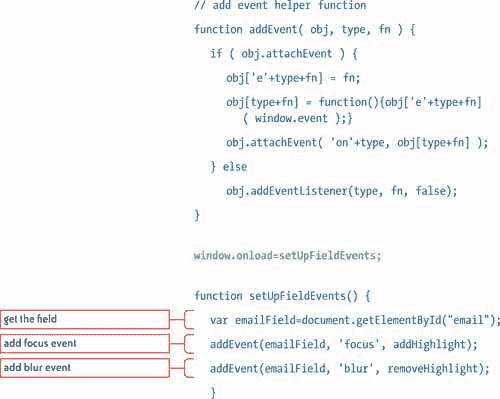 // add event helper function
function addEvent( obj, type, fn ) {
if ( obj.attachEvent ) {
obj['e'+type+fn] = fn;
obj[type+fn] = function(){obj['e'+type+fn]
( window.event );}
obj.attachEvent( 'on'+type, obj[type+fn] );
} else
obj.addEventListener(type, fn, false);
}
window.onload=setUpFieldEvents;
function setUpFieldEvents() {
get the field
var emailField=document.getElementById("email");
add focus event
addEvent(emailField, 'focus', addHighlight);
add blur event
addEvent(emailField, 'blur', removeHighlight);
}